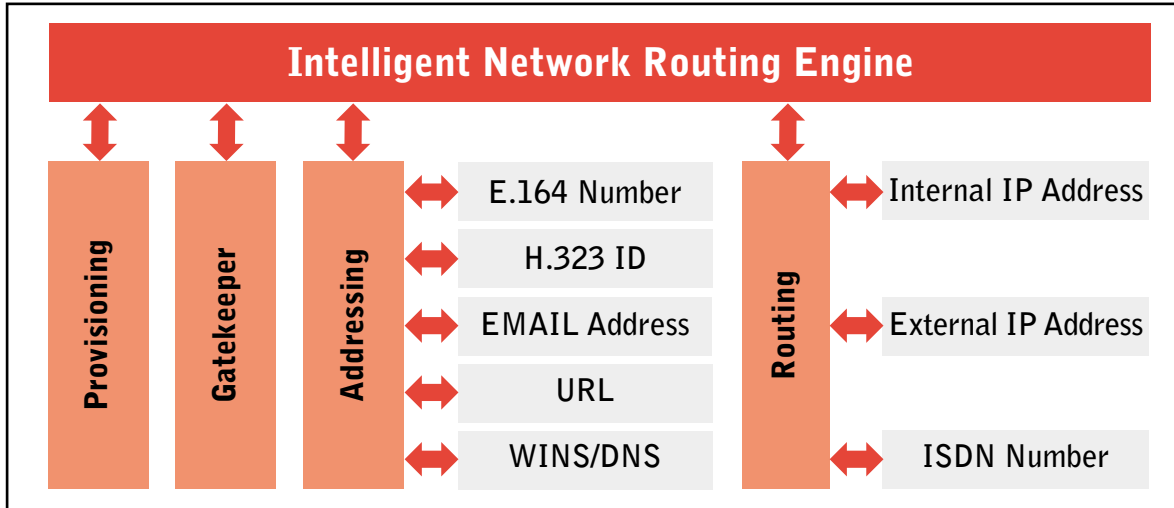 Intelligent Network Routing Engine
Provisioning
Gatekeeper
Addressing
E.164 Number
H.323 ID
EMAIL Address
URL
WINS/DNS
Routing
Internal IP Address
External IP Address
ISDN Number